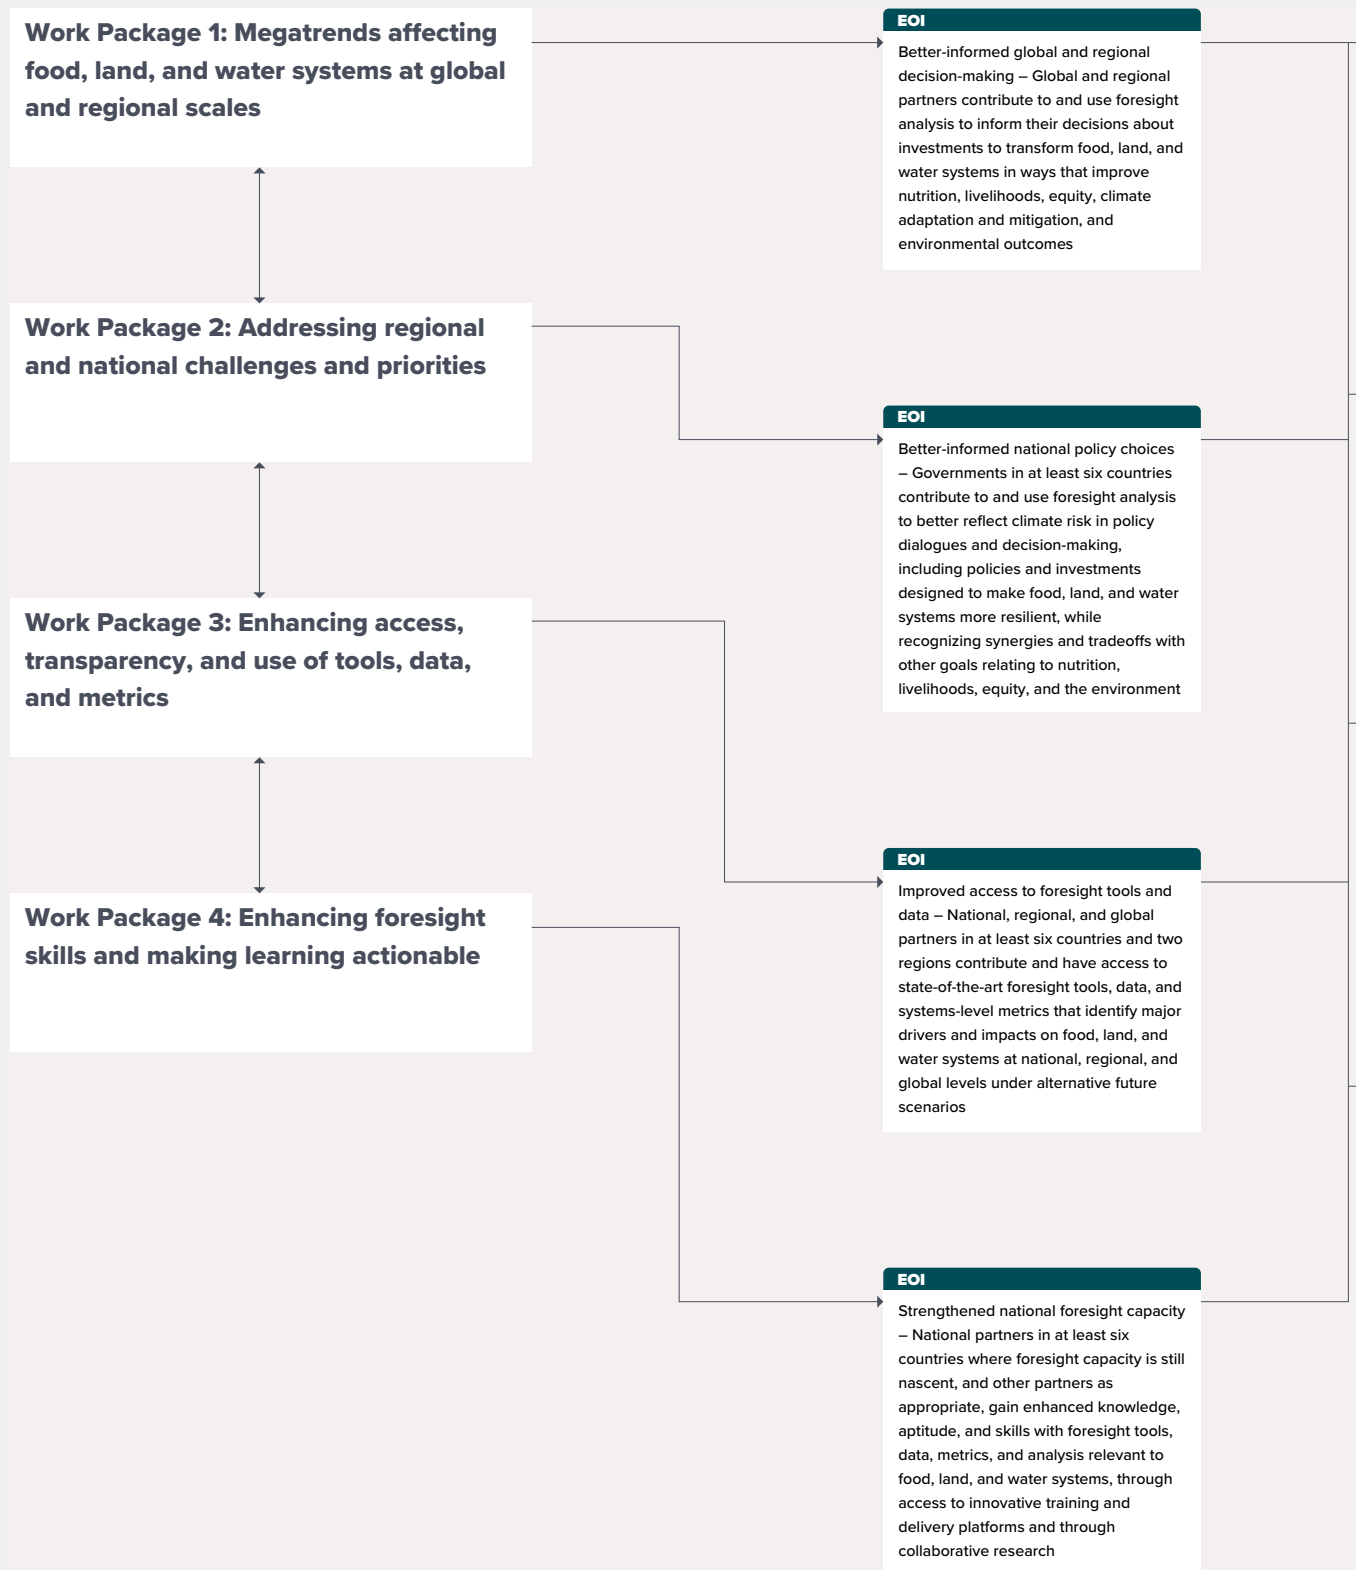 Work Package 1: Megatrends affecting
food, land, and water systems at global
and regional scales
EOI
Better-informed global and regional
decision-making – Global and regional
partners contribute to and use foresight
analysis to inform their decisions about
investments to transform food, land, and
water systems in ways that improve
nutrition, livelihoods, equity, climate
adaptation and mitigation, and
environmental outcomes
Work Package 2: Addressing regional
and national challenges and priorities
EOI
Better-informed national policy choices
– Governments in at least six countries
contribute to and use foresight analysis
to better reflect climate risk in policy
dialogues and decision-making,
including policies and investments
designed to make food, land, and water
systems more resilient, while
recognizing synergies and tradeoffs with
other goals relating to nutrition,
livelihoods, equity, and the environment
Work Package 3: Enhancing access,
transparency, and use of tools, data,
and metrics
EOI
Improved access to foresight tools and
data – National, regional, and global
partners in at least six countries and two
regions contribute and have access to
state-of-the-art foresight tools, data, and
systems-level metrics that identify major
drivers and impacts on food, land, and
water systems at national, regional, and
global levels under alternative future
scenarios
Work Package 4: Enhancing foresight
skills and making learning actionable
EOI
Strengthened national foresight capacity
– National partners in at least six
countries where foresight capacity is still
nascent, and other partners as
appropriate, gain enhanced knowledge,
aptitude, and skills with foresight tools,
data, metrics, and analysis relevant to
food, land, and water systems, through
access to innovative training and
delivery platforms and through
collaborative research